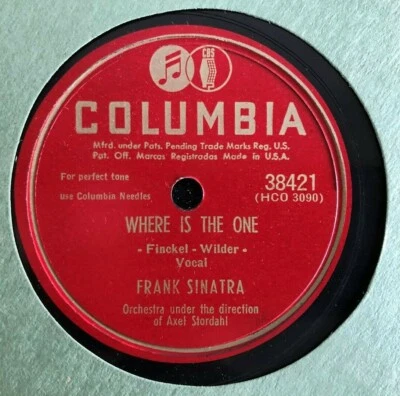 CBS
COLUMBIA
Mfrd. under Pats. Pending Trade Marks Reg. U.S.
Pat. Off. Marcas Registradas Made in U.S.A.
For perfect tone
use Columbia Needles
38421
(HCO 3090)
WHERE IS THE ONE
- Finckel - Wilder -
Vocal
FRANK SINATRA
Orchestra under the direction
of Axel Stordahl